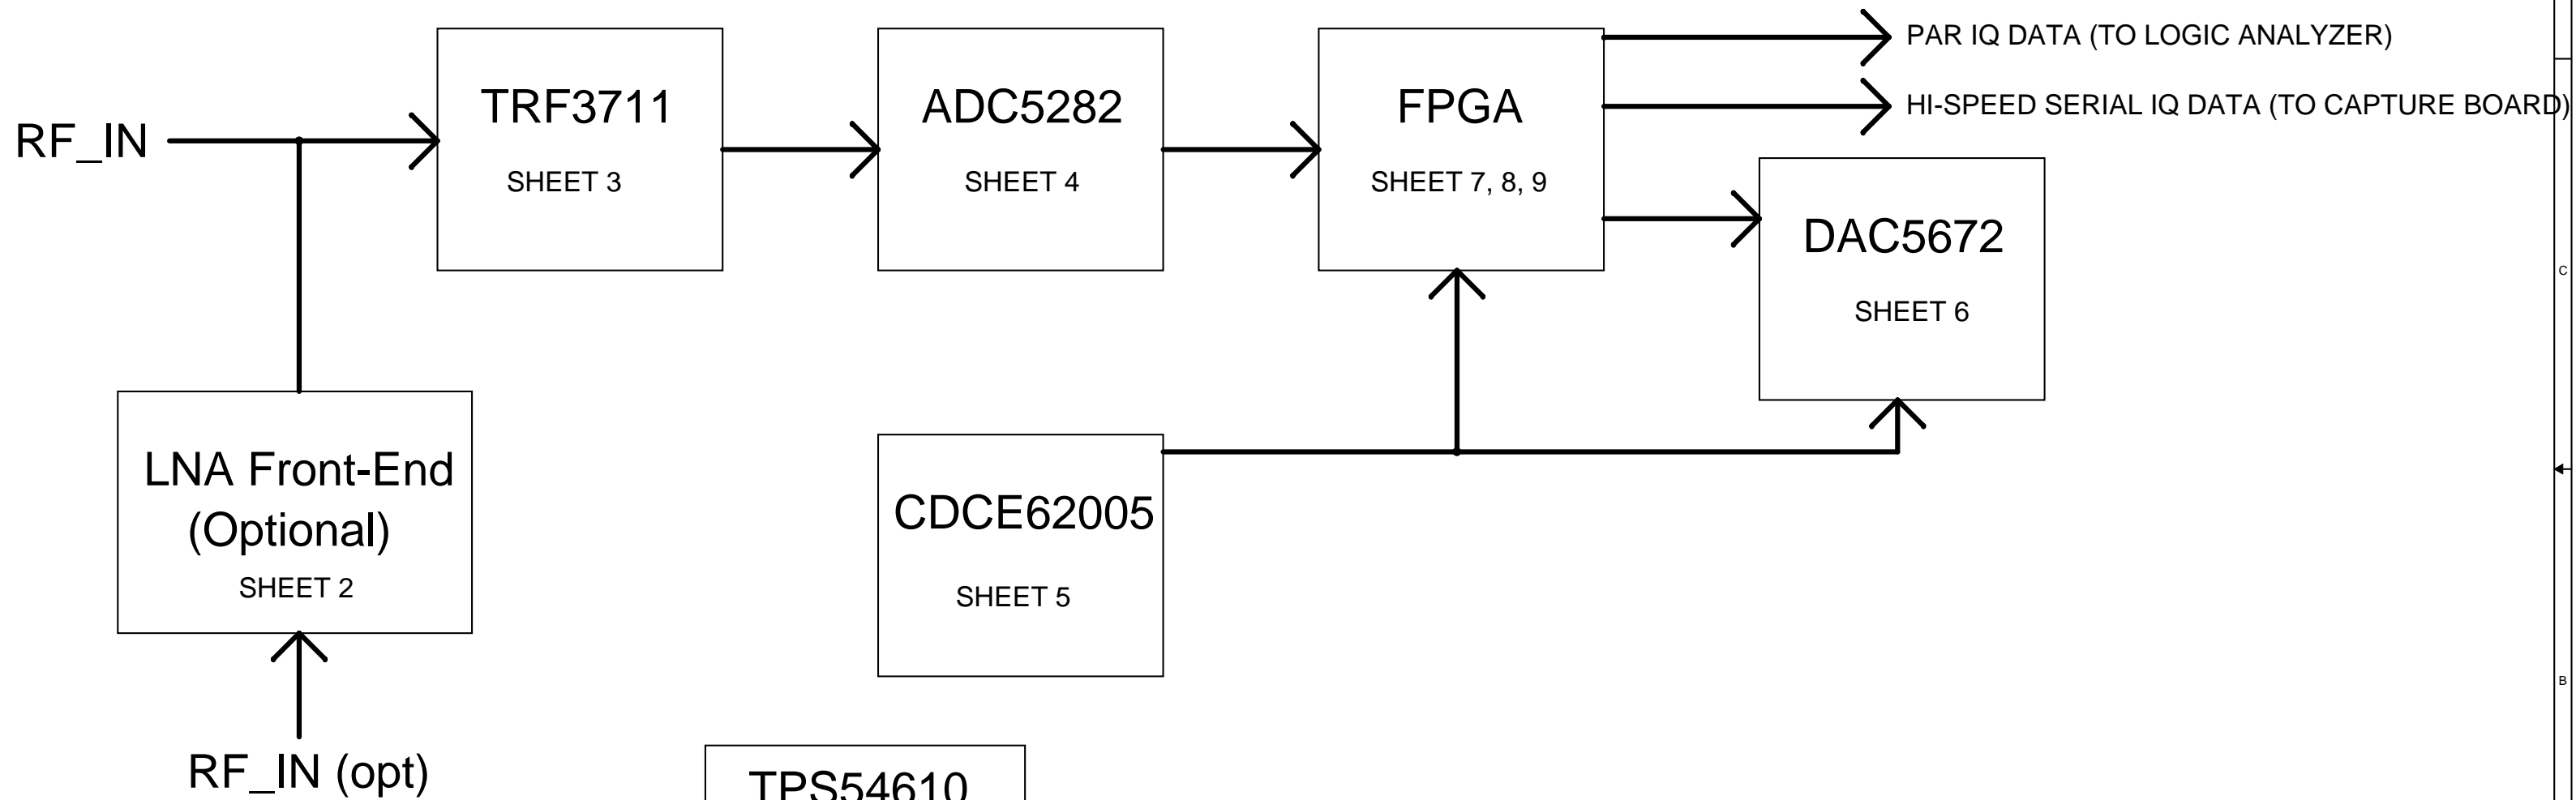 PAR IQ DATA (TO LOGIC ANALYZER)
HI-SPEED SERIAL IQ DATA (TO CAPTURE BOARD)
RF_IN
TRF3711
SHEET 3
ADC5282
SHEET 4
FPGA
SHEET 7, 8, 9
DAC5672
SHEET 6
C
LNA Front-End
(Optional)
SHEET 2
CDCE62005
SHEET 5
B
RF_IN (opt)
TPS54610